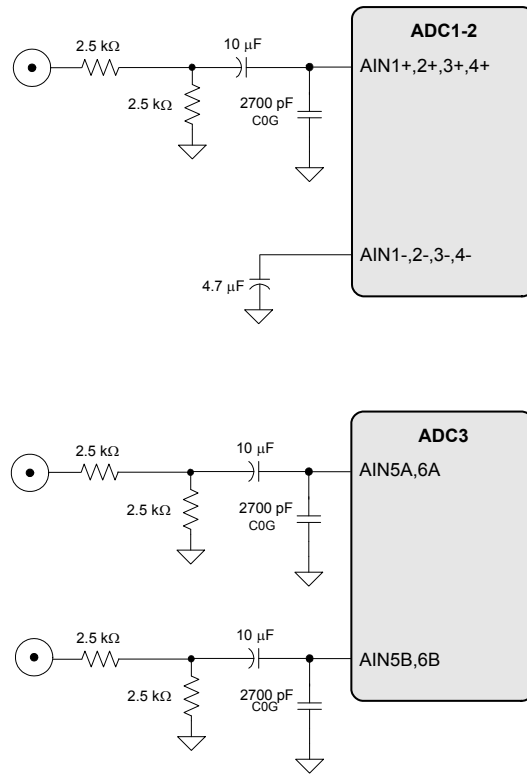 ADC1-2
2.5 kΩ
10 μF
AIN1+,2+,3+,4+
2.5 kΩ
2700 pF
C0G
AIN1-,2-,3-,4-
4.7 μF
ADC3
2.5 kΩ
10 μF
AIN5A,6A
2.5 kΩ
2700 pF
C0G
2.5 kΩ
10 μF
AIN5B,6B
2.5 kΩ
2700 pF
C0G